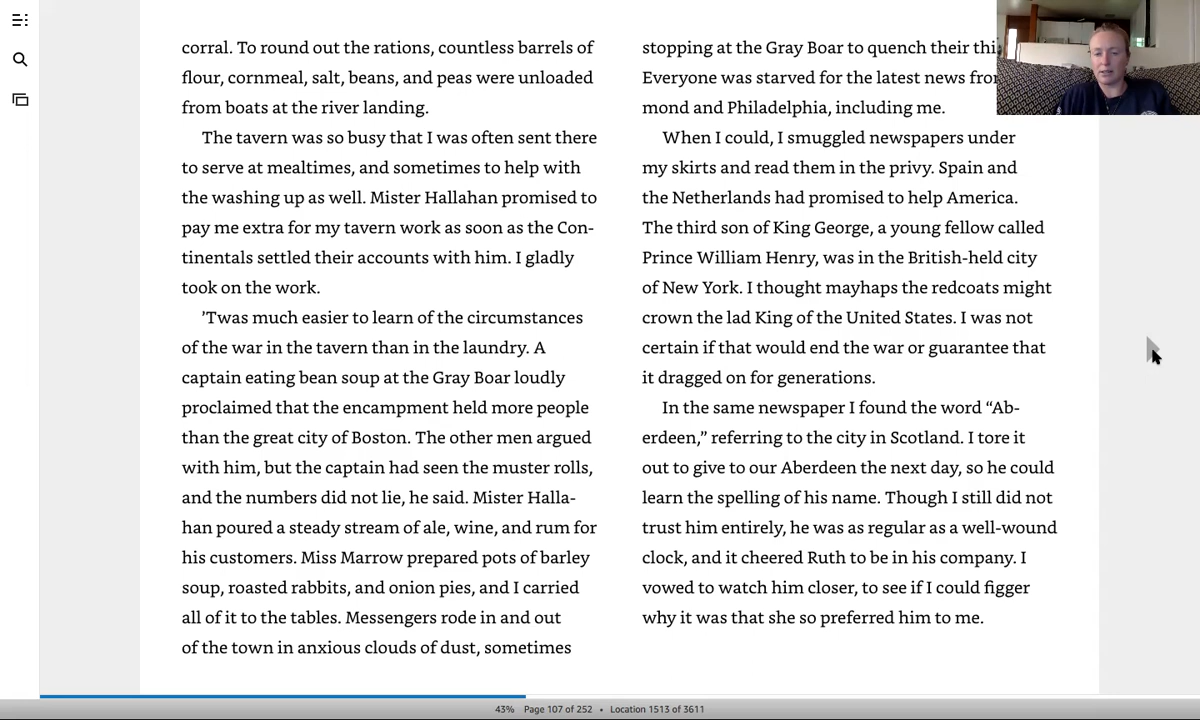 corral. To round out the rations, countless barrels of
flour, cornmeal, salt, beans, and peas were unloaded
from boats at the river landing.
The tavern was so busy that I was often sent there
to serve at mealtimes, and sometimes to help with
the washing up as well. Mister Hallahan promised to
pay me extra for my tavern work as soon as the Con-
tinentals settled their accounts with him. I gladly
took on the work.
’Twas much easier to learn of the circumstances
of the war in the tavern than in the laundry. A
captain eating bean soup at the Gray Boar loudly
proclaimed that the encampment held more people
than the great city of Boston. The other men argued
with him, but the captain had seen the muster rolls,
and the numbers did not lie, he said. Mister Halla-
han poured a steady stream of ale, wine, and rum for
his customers. Miss Marrow prepared pots of barley
soup, roasted rabbits, and onion pies, and I carried
all of it to the tables. Messengers rode in and out
of the town in anxious clouds of dust, sometimes
stopping at the Gray Boar to quench their thi
Everyone was starved for the latest news fro
mond and Philadelphia, including me.
When I could, I smuggled newspapers under
my skirts and read them in the privy. Spain and
the Netherlands had promised to help America.
The third son of King George, a young fellow called
Prince William Henry, was in the British-held city
of New York. I thought mayhaps the redcoats might
crown the lad King of the United States. I was not
certain if that would end the war or guarantee that
it dragged on for generations.
In the same newspaper I found the word “Ab-
erdeen,” referring to the city in Scotland. I tore it
out to give to our Aberdeen the next day, so he could
learn the spelling of his name. Though I still did not
trust him entirely, he was as regular as a well-wound
clock, and it cheered Ruth to be in his company. I
vowed to watch him closer, to see if I could figger
why it was that she so preferred him to me.
43% Page 107 of 252 • Location 1513 of 3611